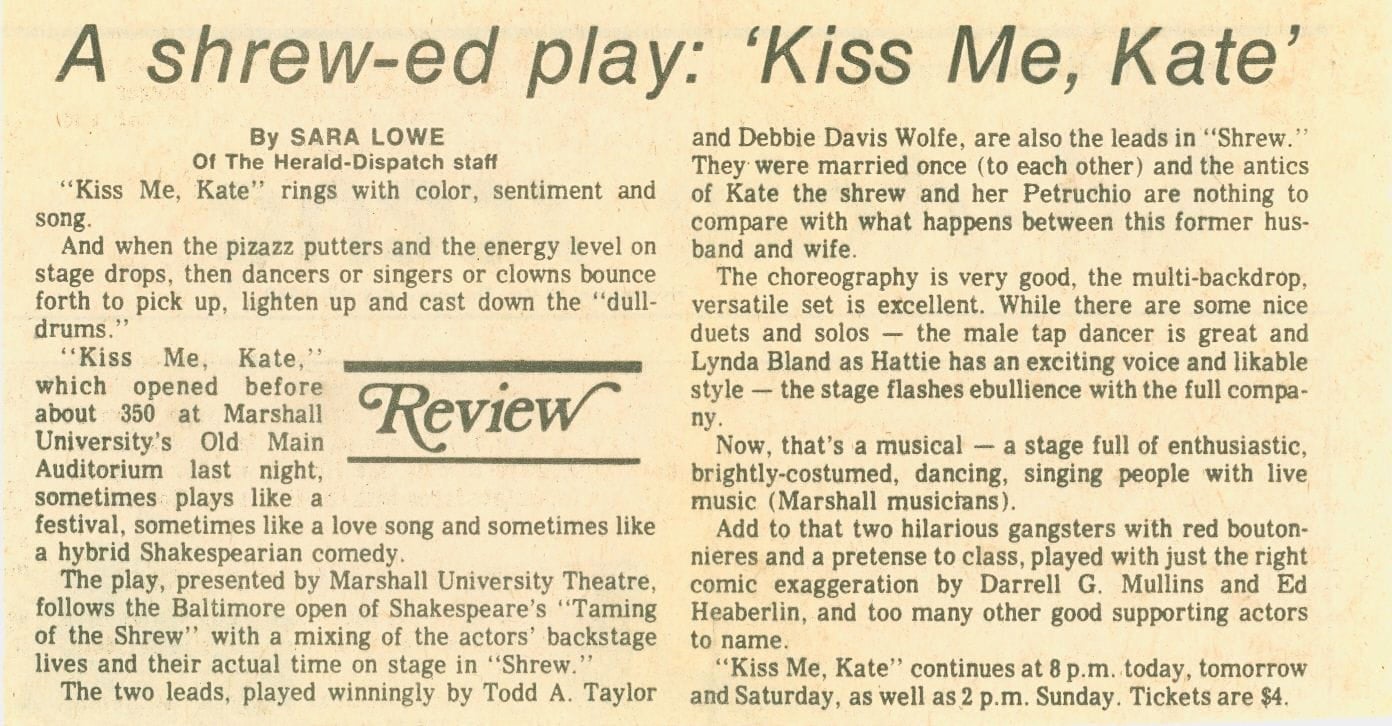 A shrew-ed play: ‘Kiss Me, Kate’
By SARA LOWE
Of The Herald-Dispatch staff
“Kiss Me, Kate” rings with color, sentiment and
song.
And when the pizazz putters and the energy level on
stage drops, then dancers or singers or clowns bounce
forth to pick up, lighten up and cast down the “dull-
drums.”
“Kiss Me, Kate,”
which opened before
about 350 at Marshall
University’s Old Main
Auditorium last night,
sometimes plays like a
Review
festival, sometimes like a love song and sometimes like
a hybrid Shakespearian comedy.
The play, presented by Marshall University Theatre,
follows the Baltimore open of Shakespeare’s “Taming
of the Shrew” with a mixing of the actors’ backstage
lives and their actual time on stage in “Shrew.”
The two leads, played winningly by Todd A. Taylor
and Debbie Davis Wolfe, are also the leads in “Shrew.”
They were married once (to each other) and the antics
of Kate the shrew and her Petruchio are nothing to
compare with what happens between this former hus-
band and wife.
The choreography is very good, the multi-backdrop,
versatile set is excellent. While there are some nice
duets and solos — the male tap dancer is great and
Lynda Bland as Hattie has an exciting voice and likable
style — the stage flashes ebullience with the full compa-
ny.
Now, that’s a musical — a stage full of enthusiastic,
brightly-costumed, dancing, singing people with live
music (Marshall musicians).
Add to that two hilarious gangsters with red bouton-
nieres and a pretense to class, played with just the right
comic exaggeration by Darrell G. Mullins and Ed
Heaberlin, and too many other good supporting actors
to name.
“Kiss Me, Kate” continues at 8 p.m. today, tomorrow
and Saturday, as well as 2 p.m. Sunday. Tickets are $4.